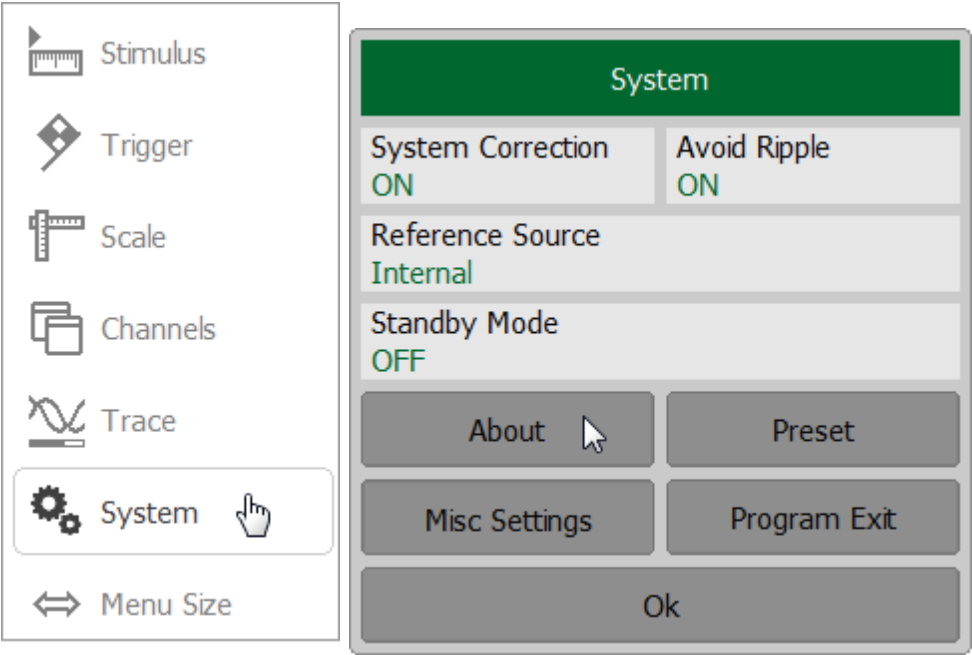 Stimulus
Trigger
Scale
Channels
Trace
System
Menu Size
System
System Correction
ON
Avoid Ripple
ON
Reference Source
Internal
Standby Mode
OFF
About
Preset
Misc Settings
Program Exit
Ok